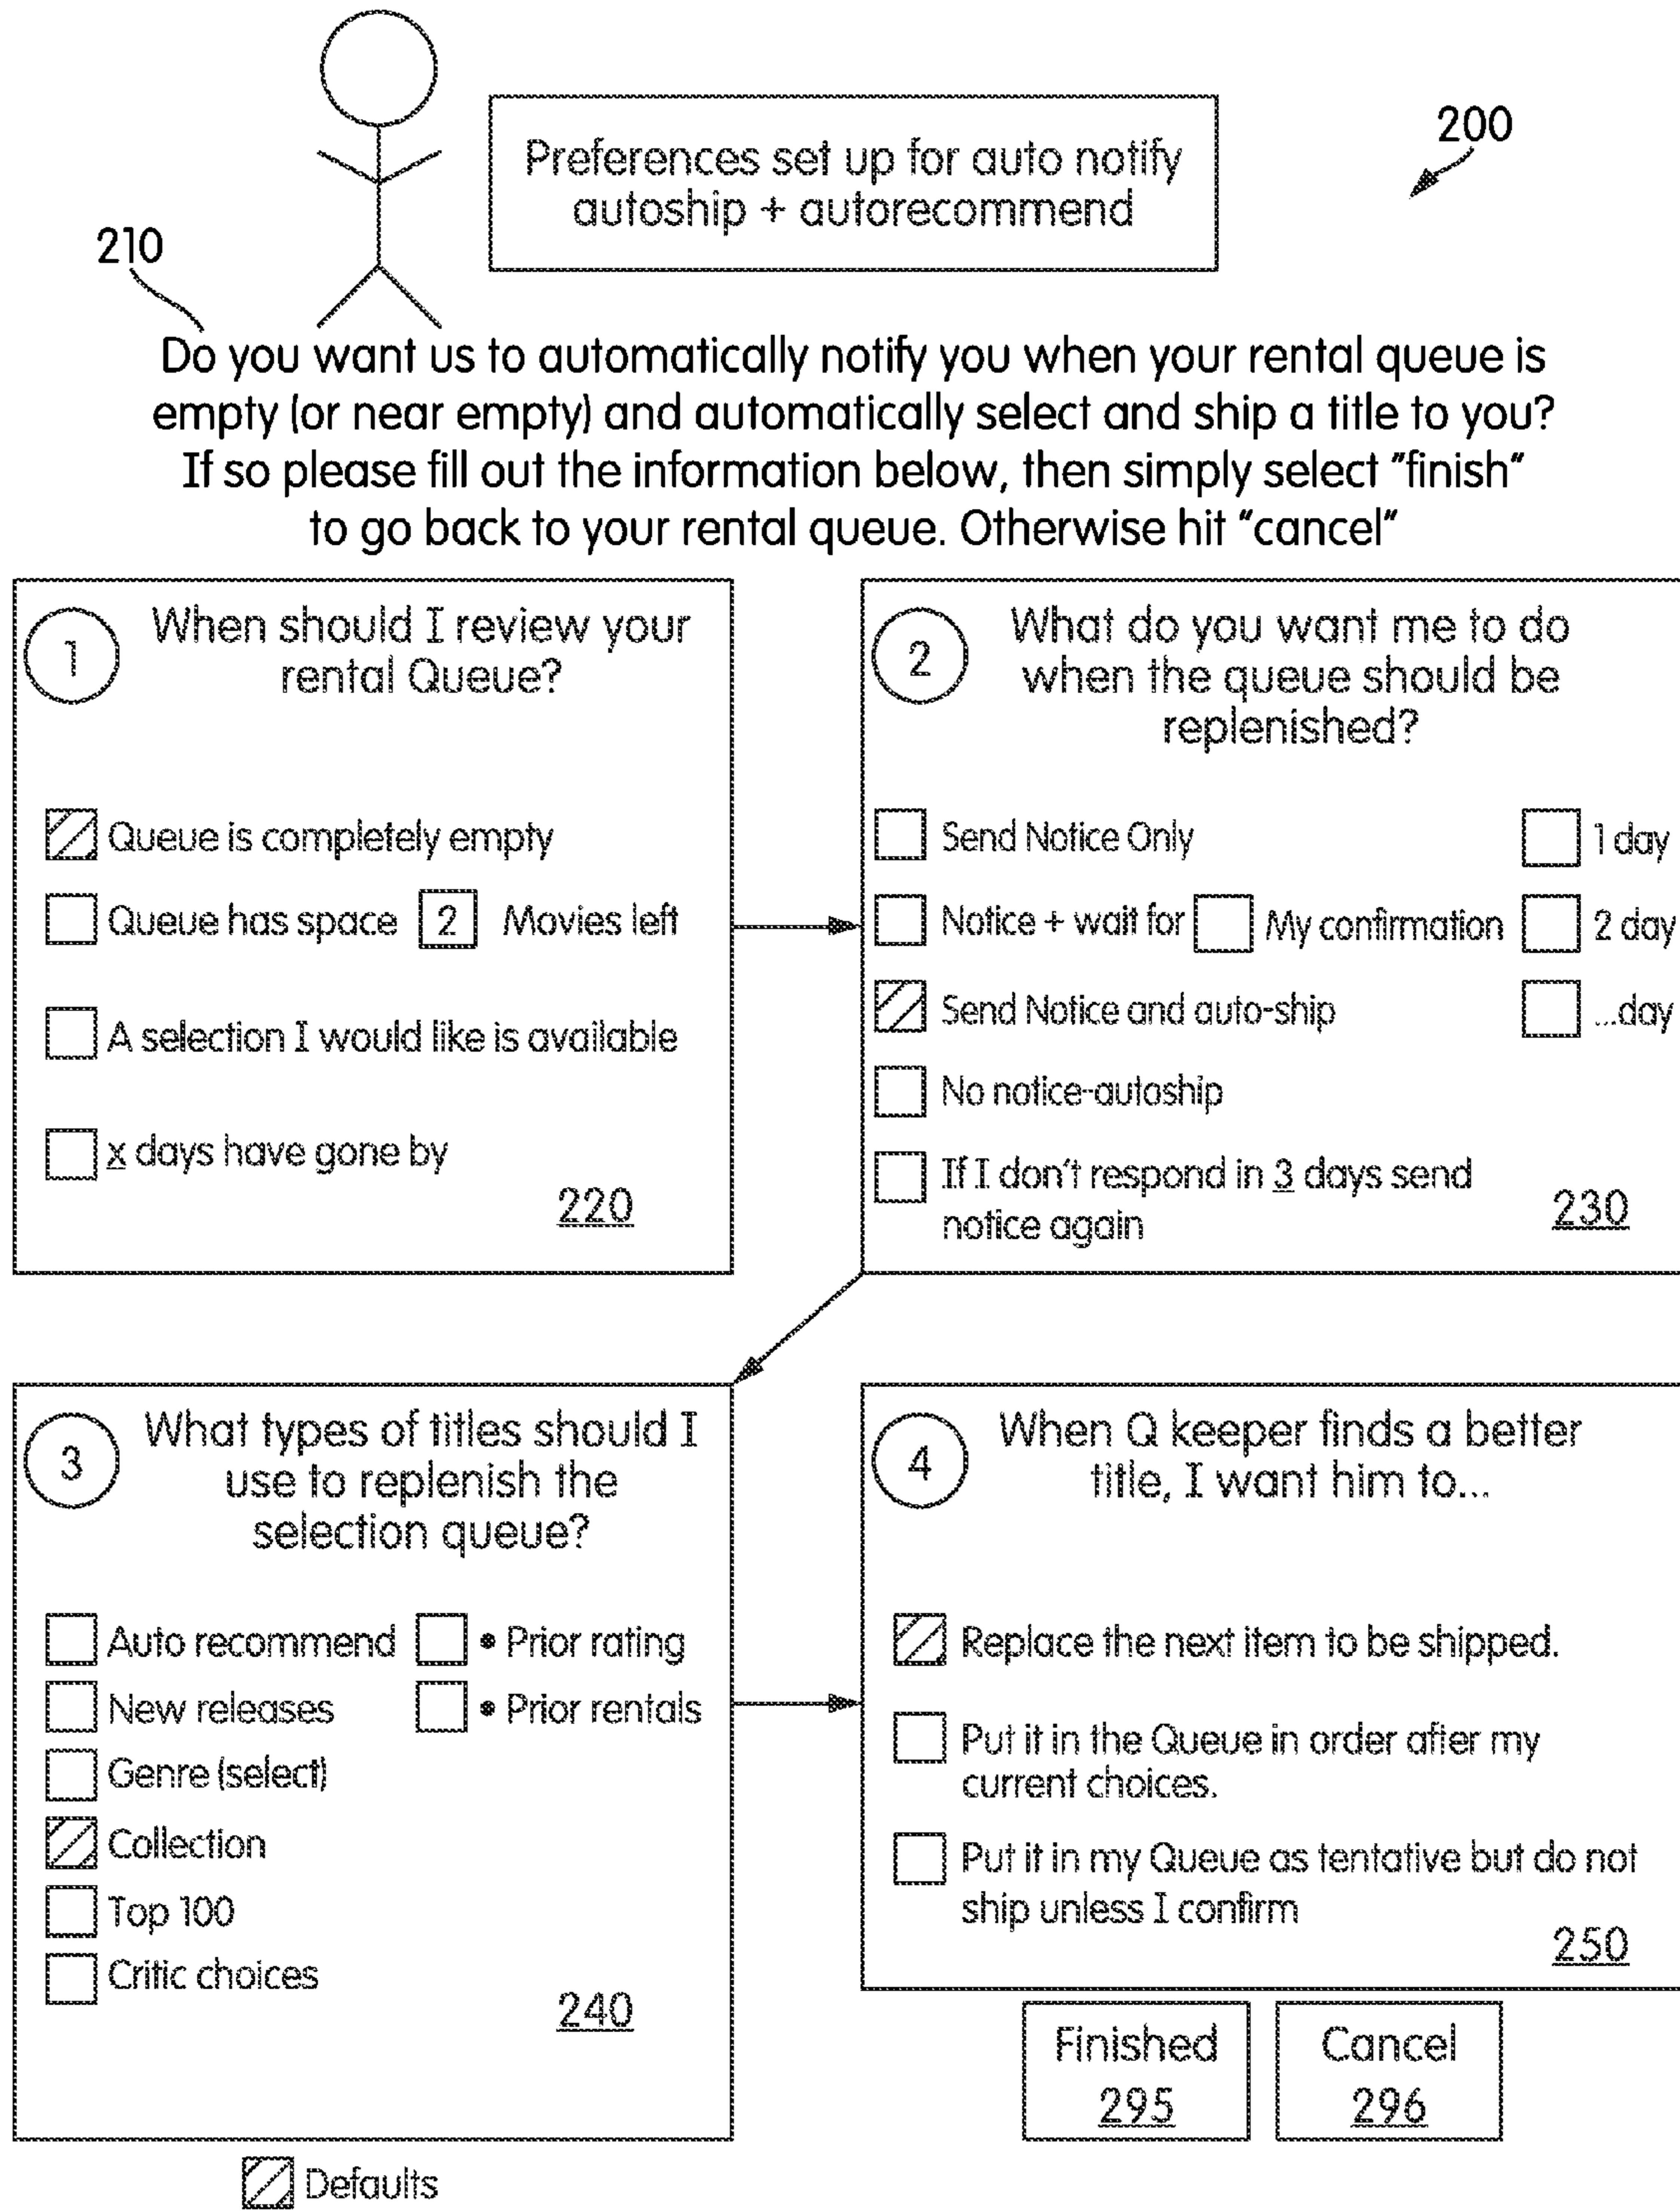 200
Preferences set up for auto notify
autoship + autorecommend
210
Do you want us to automatically notify you when your rental queue is
empty (or near empty) and automatically select and ship a title to you?
If so please fill out the information below, then simply select "finish"
to go back to your rental queue. Otherwise hit "cancel"
1
When should I review your
rental Queue?
Queue is completely empty
Queue has space 2 Movies left
A selection I would like is available
x days have gone by
220
2
What do you want me to do
when the queue should be
replenished?
Send Notice Only
1 day
Notice + wait for My confirmation
2 day
Send Notice and auto-ship
...day
No notice-autoship
If I don't respond in 3 days send
notice again
230
3
What types of titles should I
use to replenish the
selection queue?
Auto recommend • Prior rating
New releases • Prior rentals
Genre (select)
Collection
Top 100
Critic choices
240
4
When Q keeper finds a better
title, I want him to...
Replace the next item to be shipped.
Put it in the Queue in order after my
current choices.
Put it in my Queue as tentative but do not
ship unless I confirm
250
Finished
295
Cancel
296
Defaults